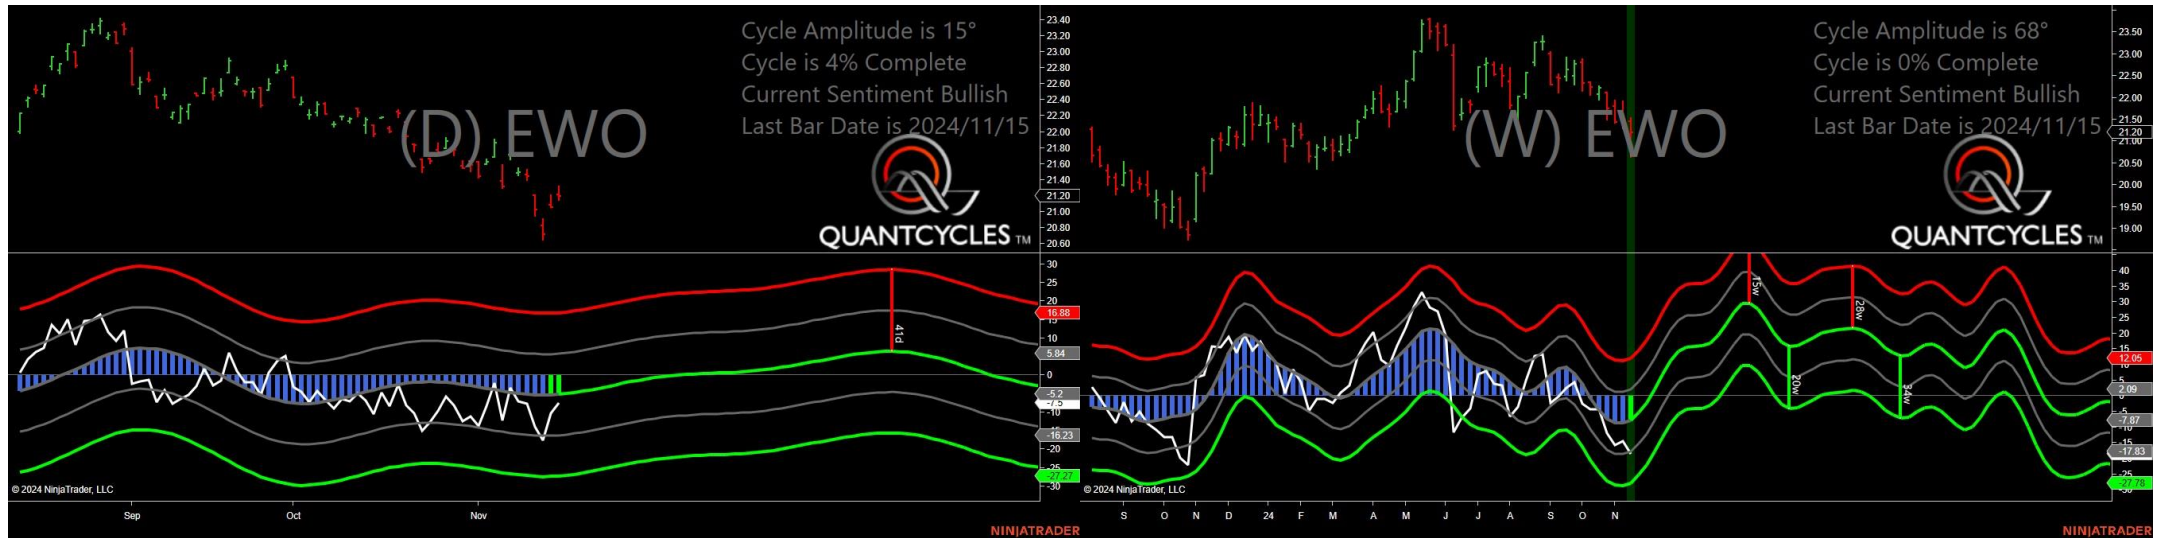 Cycle Amplitude is 15°
Cycle is 4% Complete
Current Sentiment Bullish
Last Bar Date is 2024/11/15
(D) EWO
QUANTCYCLES TM
23.40
23.20
23.00
22.80
22.60
22.40
22.20
22.00
21.80
21.60
21.40
21.20
21.00
20.80
20.60
30
25
20
16.88
15
10
5.84
0
-5.2
-7.5
-10
-16.23
-20
-27.27
-30
41d
© 2024 NinjaTrader, LLC
Sep
Oct
Nov
NINJATRADER
Cycle Amplitude is 68°
Cycle is 0% Complete
Current Sentiment Bullish
Last Bar Date is 2024/11/15
(W) EWO
QUANTCYCLES TM
23.50
23.00
22.50
22.00
21.50
21.20
21.00
20.50
20.00
19.50
19.00
40
35
30
25
20
15
12.05
5
2.09
-5
-7.87
-15
-17.83
-27.78
15w
28w
20w
34w
© 2024 NinjaTrader, LLC
S
O
N
D
24
F
M
A
M
J
J
A
S
O
N
NINJATRADER